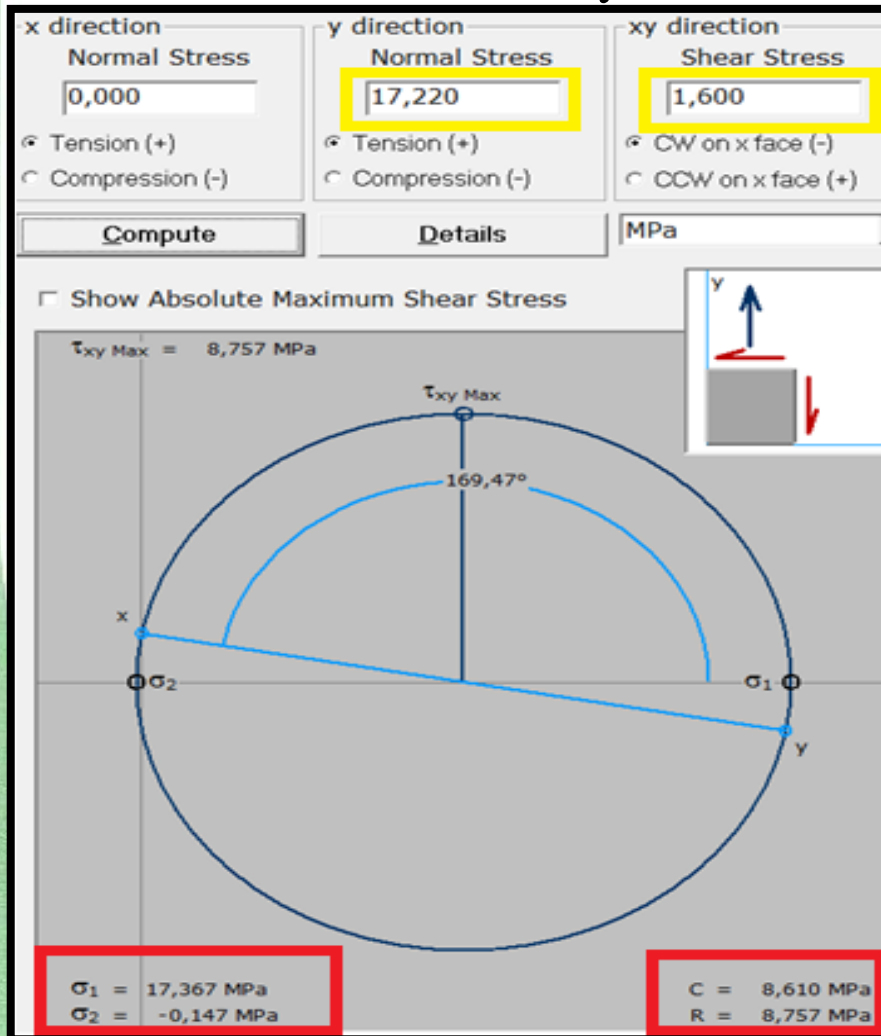 x direction
Normal Stress
0,000
Tension (+)
Compression (-)
y direction
Normal Stress
17,220
Tension (+)
Compression (-)
xy direction
Shear Stress
1,600
CW on x face (-)
CCW on x face (+)
Compute
Details
MPa
Show Absolute Maximum Shear Stress
y
τxy Max = 8,757 MPa
τxy Max
169,47°
x
σ2
σ1
y
σ1 = 17,367 MPa
σ2 = -0,147 MPa
C = 8,610 MPa
R = 8,757 MPa